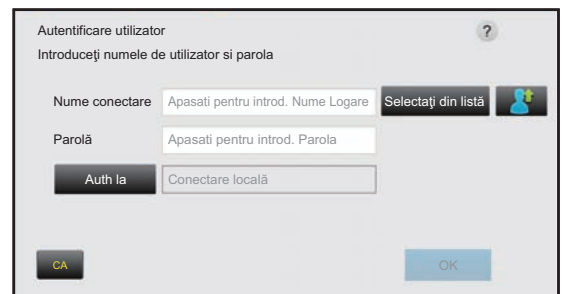 Autentificare utilizator
?
Introduceţi numele de utilizator si parola
Nume conectare Apasati pentru introd. Nume Logare Selectaţi din listă
Parolă Apasati pentru introd. Parola
Auth la Conectare locală
CA OK